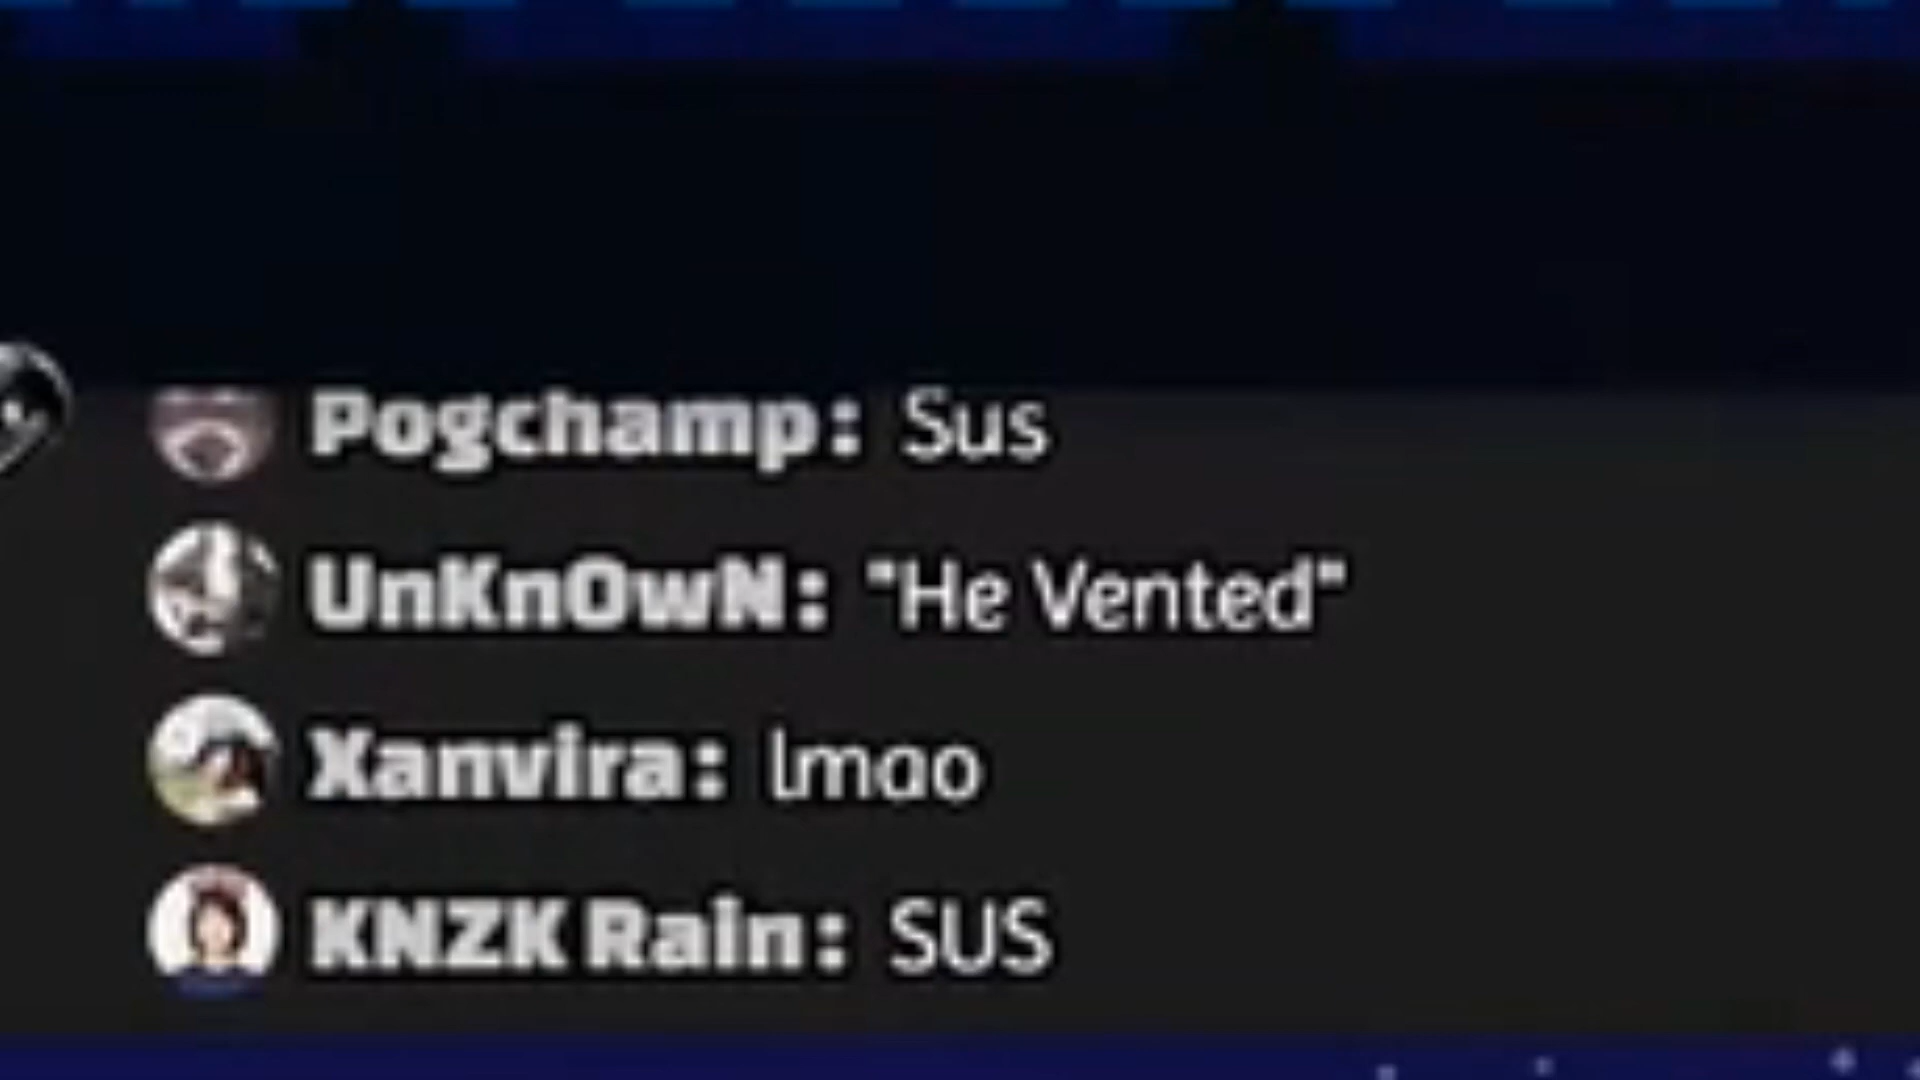 Pogchamp: Sus
UnKnOwN: "He Vented"
Xanvira: lmao
KNZK Rain: SUS